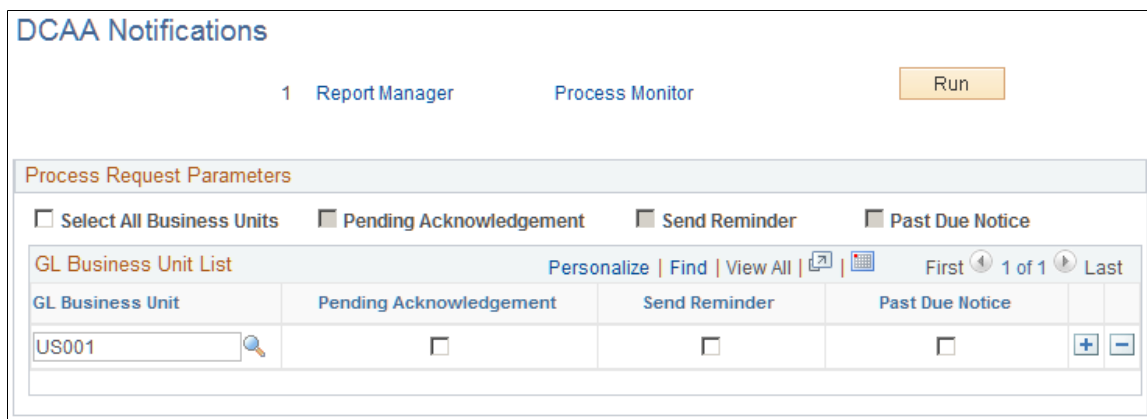 DCAA Notifications
1 Report Manager Process Monitor Run
Process Request Parameters
Select All Business Units Pending Acknowledgement Send Reminder Past Due Notice
GL Business Unit List Personalize | Find | View All | | First 1 of 1 Last
GL Business Unit Pending Acknowledgement Send Reminder Past Due Notice
US001